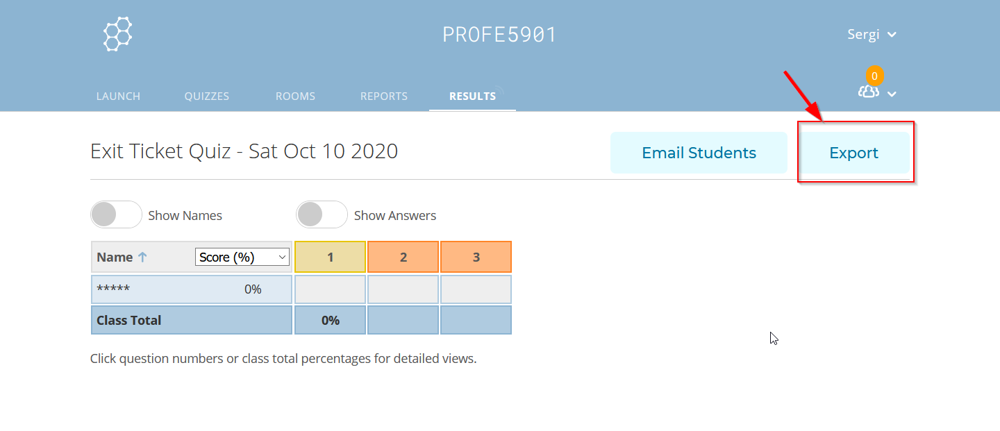 PROFE5901
Sergi
0
LAUNCH QUIZZES ROOMS REPORTS RESULTS
Exit Ticket Quiz - Sat Oct 10 2020
Email Students
Export
Show Names
Show Answers
Name Score (%) 1 2 3
***** 0%
Class Total 0%
Click question numbers or class total percentages for detailed views.